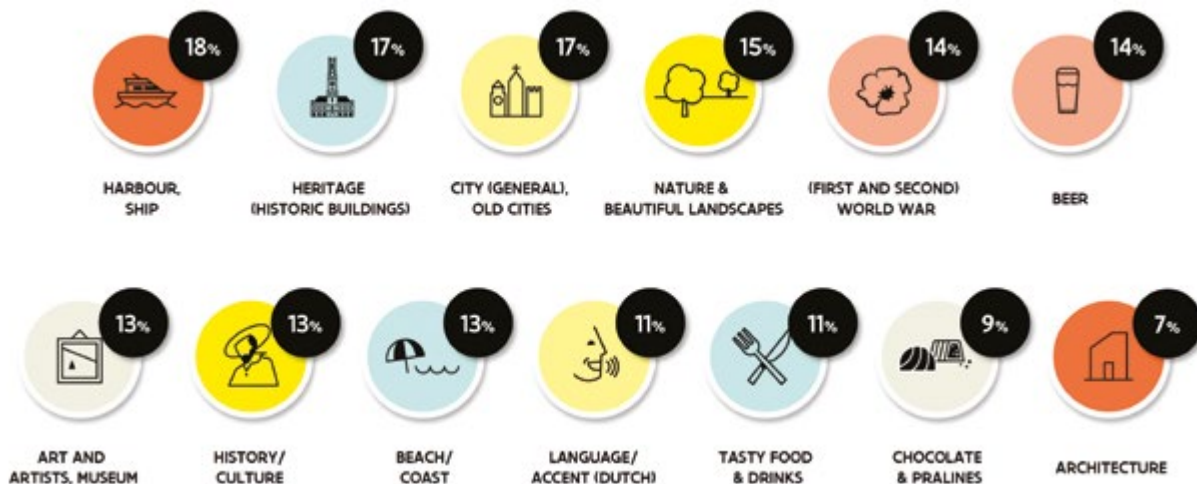 18%
17%
17%
15%
14%
14%
HARBOUR,
SHIP
HERITAGE
(HISTORIC BUILDINGS)
CITY (GENERAL),
OLD CITIES
NATURE &
BEAUTIFUL LANDSCAPES
(FIRST AND SECOND)
WORLD WAR
BEER
13%
13%
13%
11%
11%
9%
7%
ART AND
ARTISTS, MUSEUM
HISTORY/
CULTURE
BEACH/
COAST
LANGUAGE/
ACCENT (DUTCH)
TASTY FOOD
& DRINKS
CHOCOLATE
& PRALINES
ARCHITECTURE